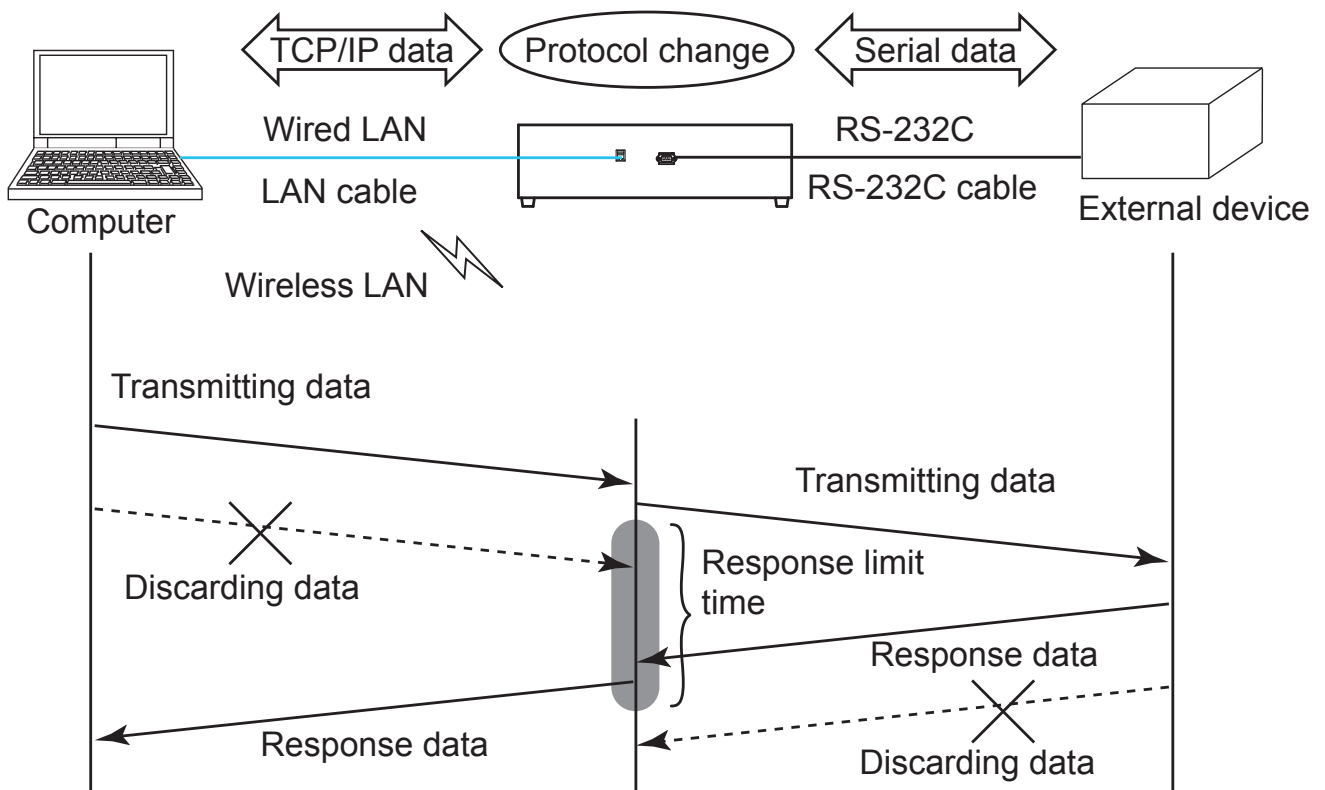 TCP/IP data
Protocol change
Serial data
Wired LAN
RS-232C
LAN cable
RS-232C cable
Computer
External device
Wireless LAN
Transmitting data
Transmitting data
Discarding data
Response limit
time
Response data
Response data
Discarding data